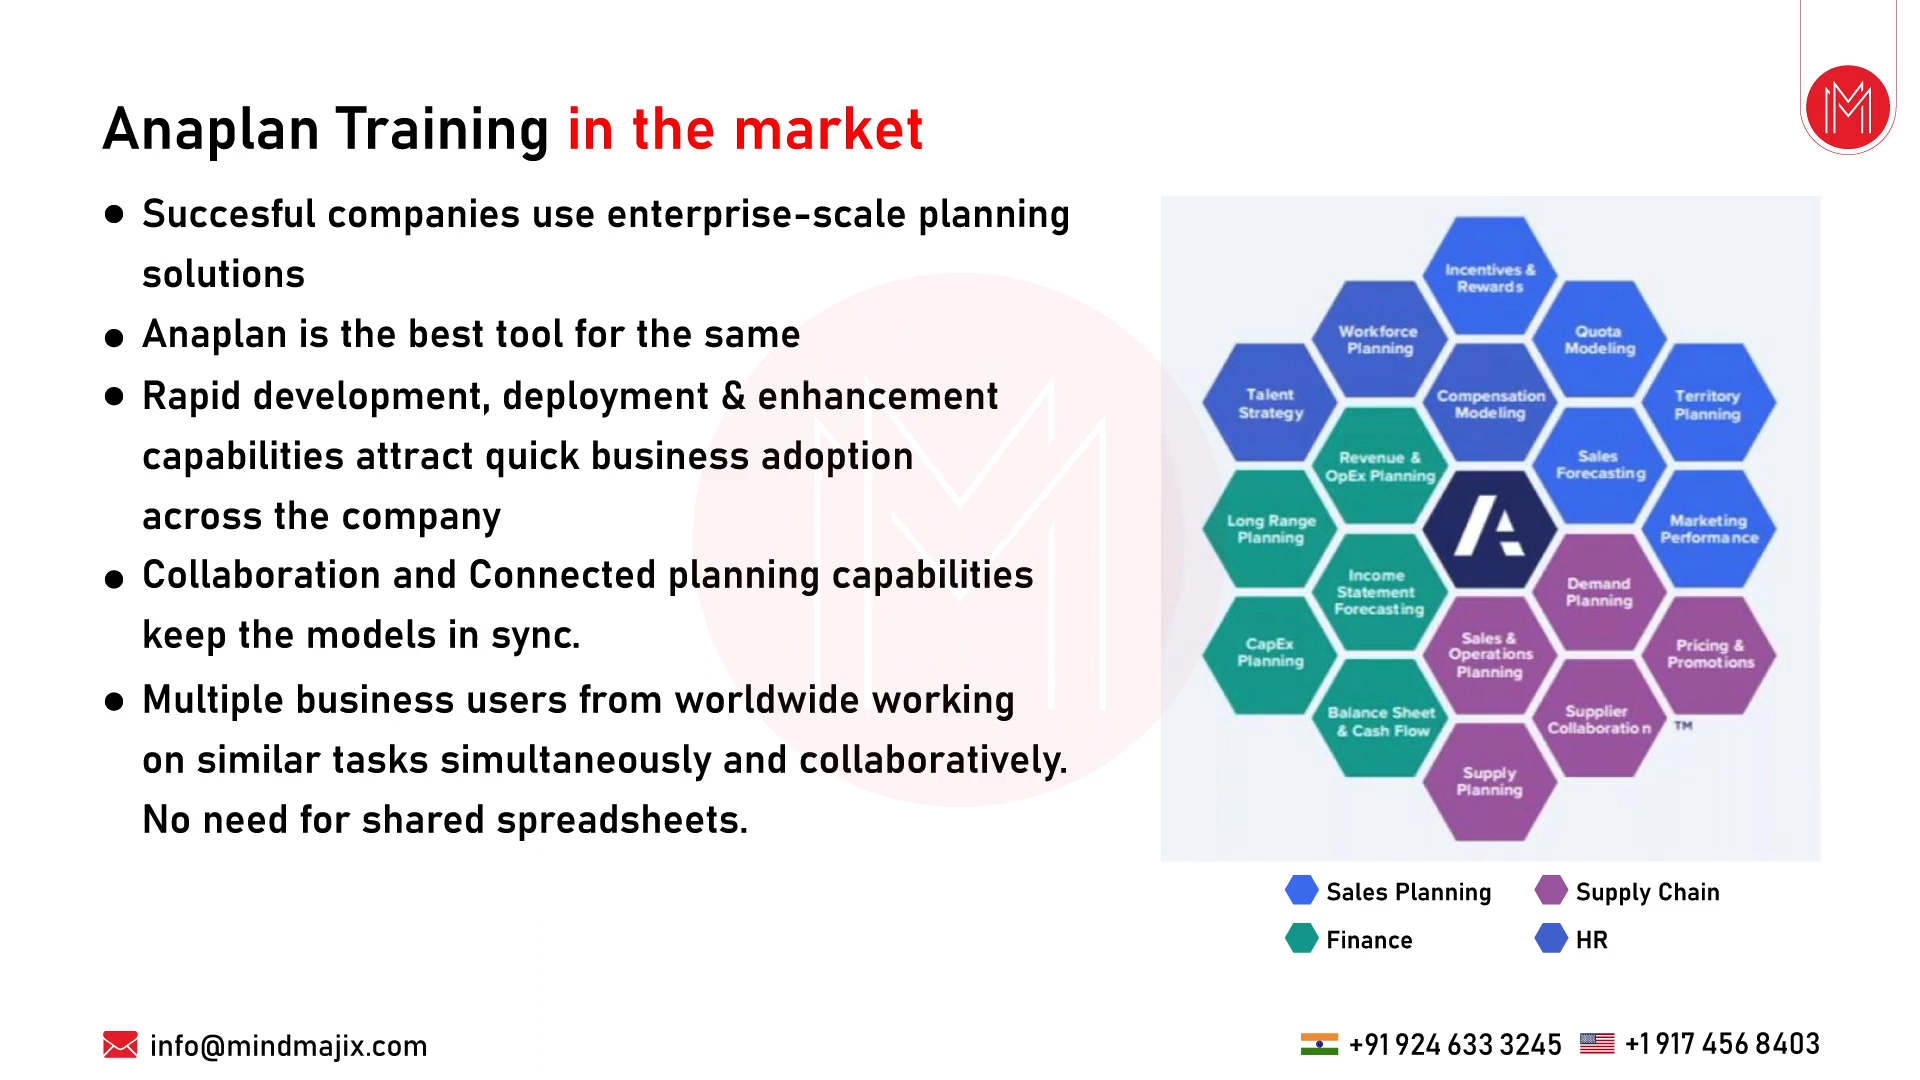 Anaplan Training in the market
● Succesful companies use enterprise-scale planning
solutions
● Anaplan is the best tool for the same
● Rapid development, deployment & enhancement
capabilities attract quick business adoption
across the company
● Collaboration and Connected planning capabilities
keep the models in sync.
● Multiple business users from worldwide working
on similar tasks simultaneously and collaboratively.
No need for shared spreadsheets.
Incentives &
Rewards
Workforce
Planning
Quota
Modeling
Talent
Strategy
Compensation
Modeling
Territory
Planning
Revenue &
OpEx Planning
Sales
Forecasting
Long Range
Planning
A
Marketing
Performance
Income
Statement
Forecasting
Demand
Planning
CapEx
Planning
Sales &
Operations
Planning
Pricing &
Promotions
Balance Sheet
& Cash Flow
Supplier
Collaboration
TM
Supply
Planning
Sales Planning
Supply Chain
Finance
HR
info@mindmajix.com
+91 924 633 3245
+1 917 456 8403